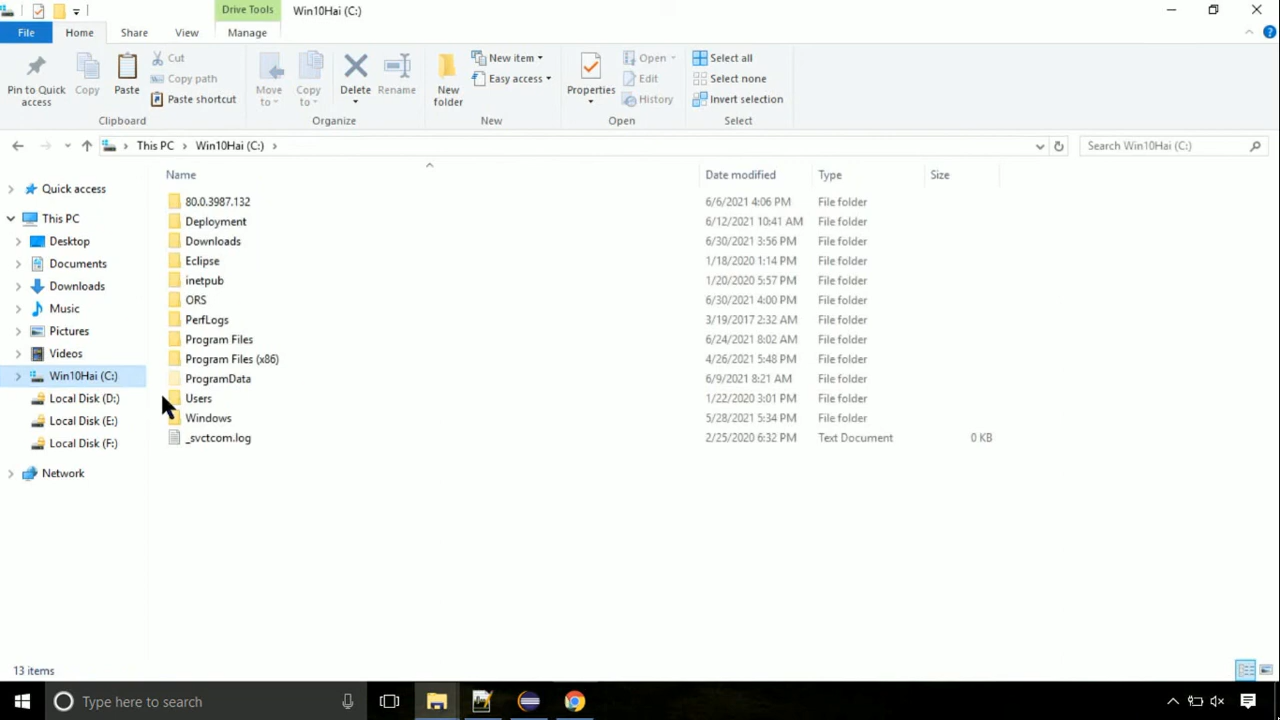 Drive Tools
Win10Hai (C:)
File
Home
Share
View
Manage
Pin to Quick access
Copy
Paste
Cut
Copy path
Paste shortcut
Clipboard
Move to
Copy to
Delete
Rename
Organize
New folder
New item
Easy access
New
Properties
Open
Edit
History
Open
Select all
Select none
Invert selection
Select
This PC
Win10Hai (C:)
Search Win10Hai (C:)
Name
Date modified
Type
Size
Quick access
This PC
Desktop
Documents
Downloads
Music
Pictures
Videos
Win10Hai (C:)
Local Disk (D:)
Local Disk (E:)
Local Disk (F:)
Network
80.0.3987.132 6/6/2021 4:06 PM File folder
Deployment 6/12/2021 10:41 AM File folder
Downloads 6/30/2021 3:56 PM File folder
Eclipse 1/18/2020 1:14 PM File folder
inetpub 1/20/2020 5:57 PM File folder
ORS 6/30/2021 4:00 PM File folder
PerfLogs 3/19/2017 2:32 AM File folder
Program Files 6/24/2021 8:02 AM File folder
Program Files (x86) 4/26/2021 5:48 PM File folder
ProgramData 6/9/2021 8:21 AM File folder
Users 1/22/2020 3:01 PM File folder
Windows 5/28/2021 5:34 PM File folder
_svctcom.log 2/25/2020 6:32 PM Text Document 0 KB
13 items
Type here to search